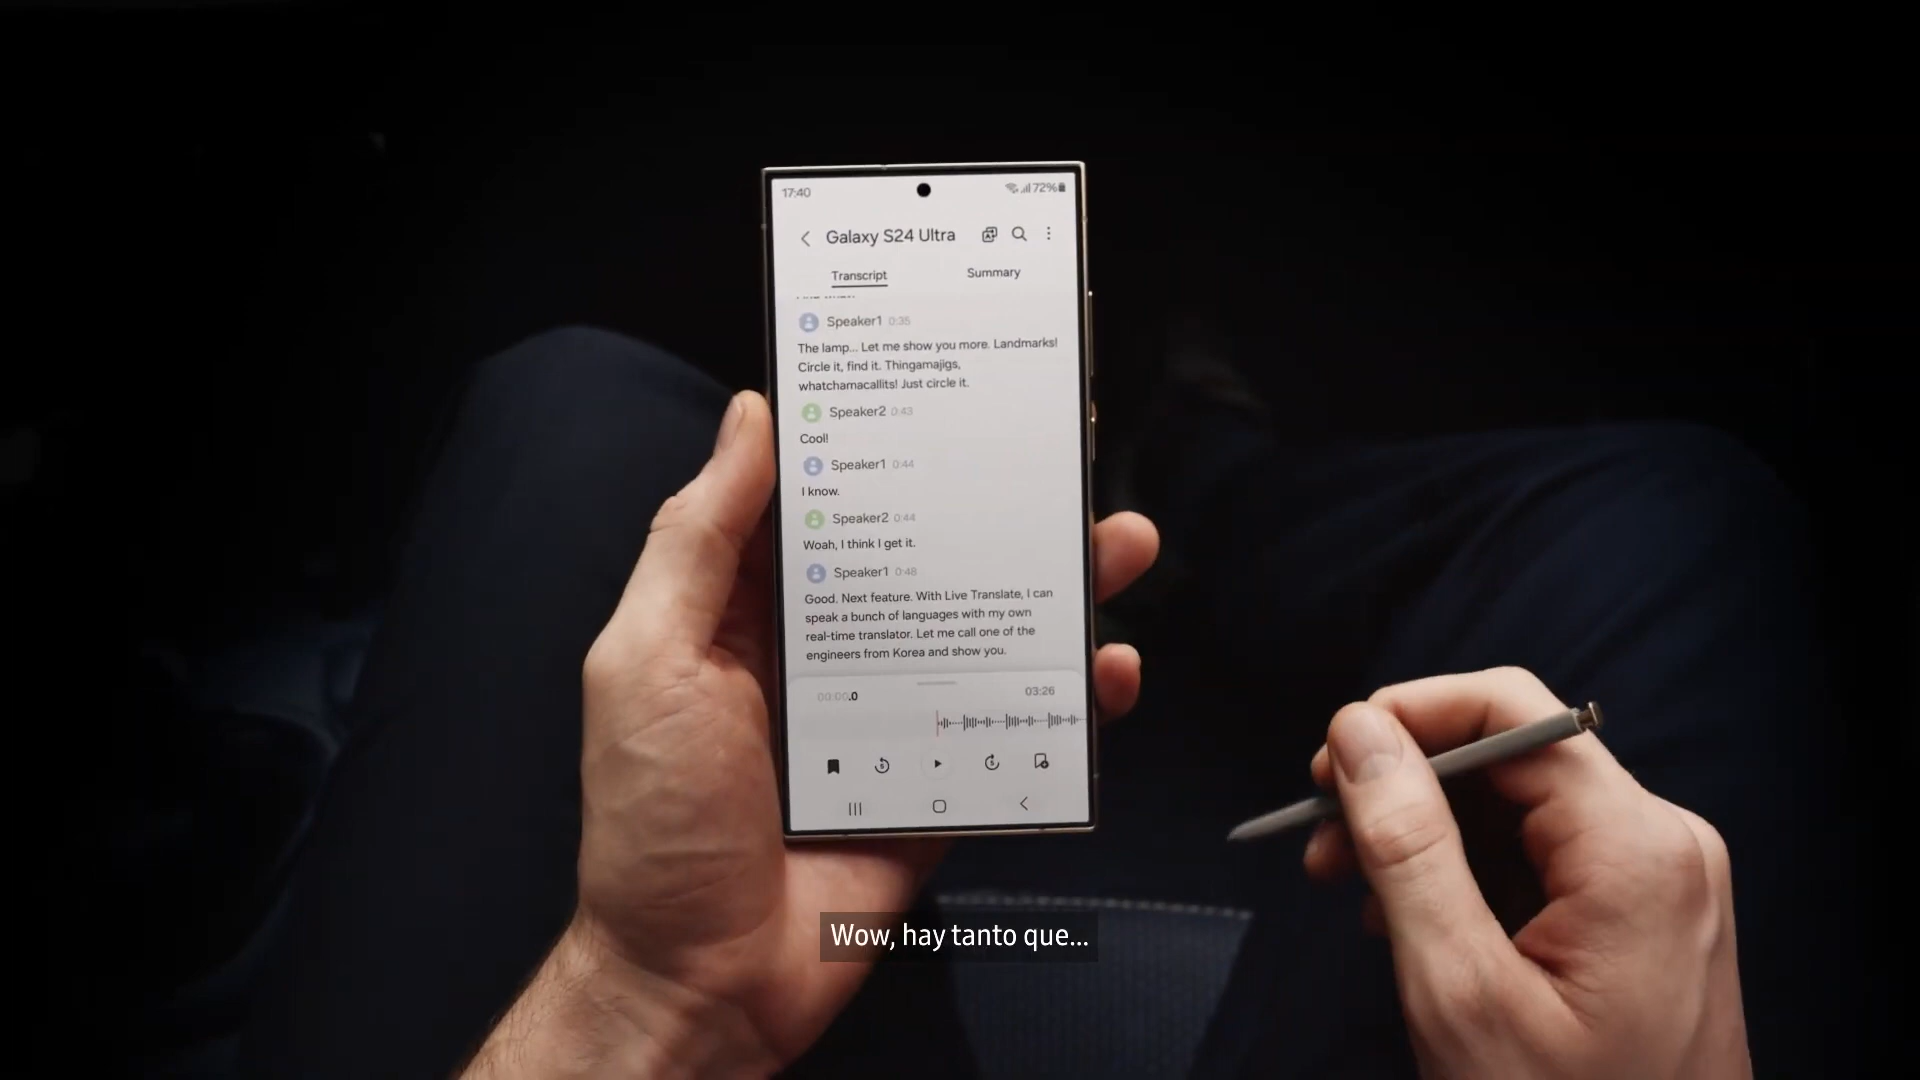 17:40
72%
Galaxy S24 Ultra
Transcript
Summary
Speaker1 0:35
The lamp... Let me show you more. Landmarks!
Circle it, find it. Thingamajigs,
whatchamacallits! Just circle it.
Speaker2 0:43
Cool!
Speaker1 0:44
I know.
Speaker2 0:44
Woah, I think I get it.
Speaker1 0:48
Good. Next feature. With Live Translate, I can
speak a bunch of languages with my own
real-time translator. Let me call one of the
engineers from Korea and show you.
00:00.0
03:26
Wow, hay tanto que...